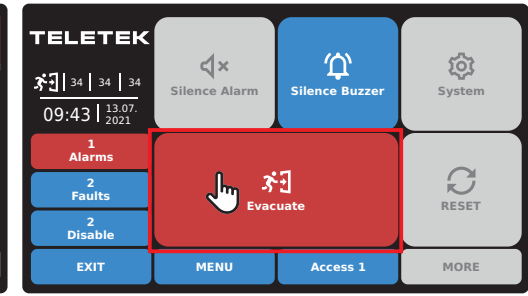 TELETEK
34 34 34
09:43 13.07.
2021
1
Alarms
2
Faults
2
Disable
EXIT
Silence Alarm
Silence Buzzer
System
Evacuate
RESET
MENU
Access 1
MORE